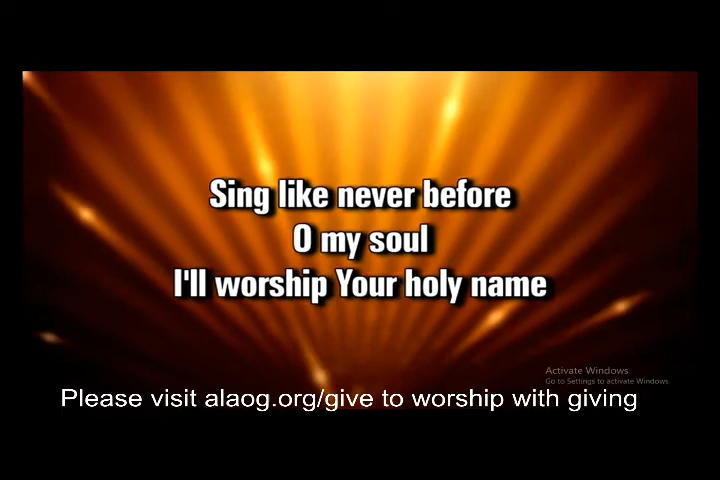 Sing like never before
O my soul
I'll worship Your holy name
Activate Windows
Go to Settings to activate Windows.
Please visit alaog.org/give to worship with giving